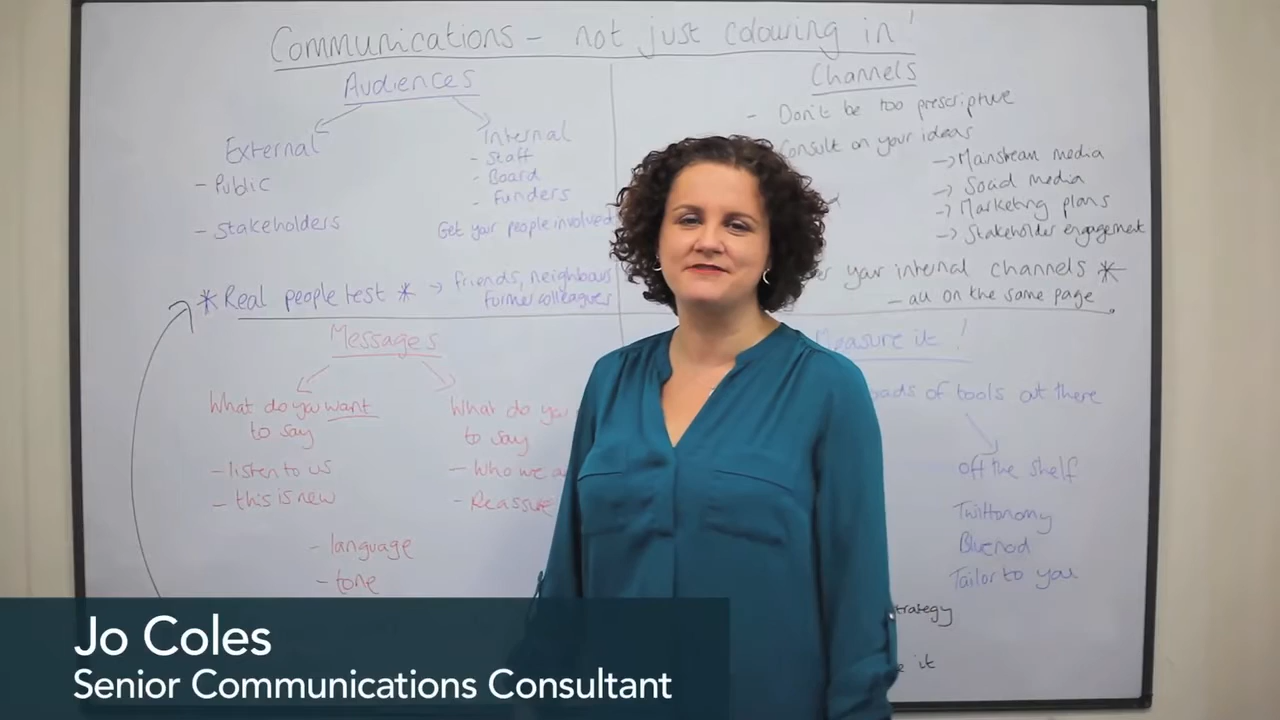 Communications - not just colouring in!
Audiences
External
- Public
- Stakeholders
Internal
- Staff
- Board
- Funders
Get your people involved
*Real people test * → friends, neighbours
former colleagues
Channels
- Don't be too prescriptive
Consult on your ideas
→ Mainstream media
→ Social media
→ Marketing plans
→ Stakeholder engagement
your internal channels *
- all on the same page
Messages
What do you want
to say
- listen to us
- this is new
What do you
to say
- Who we
- Reassure
- language
- tone
Measure it!
of tools out there
off the shelf
Twittonomy
Bluenod
Tailor to you
it
Jo Coles
Senior Communications Consultant